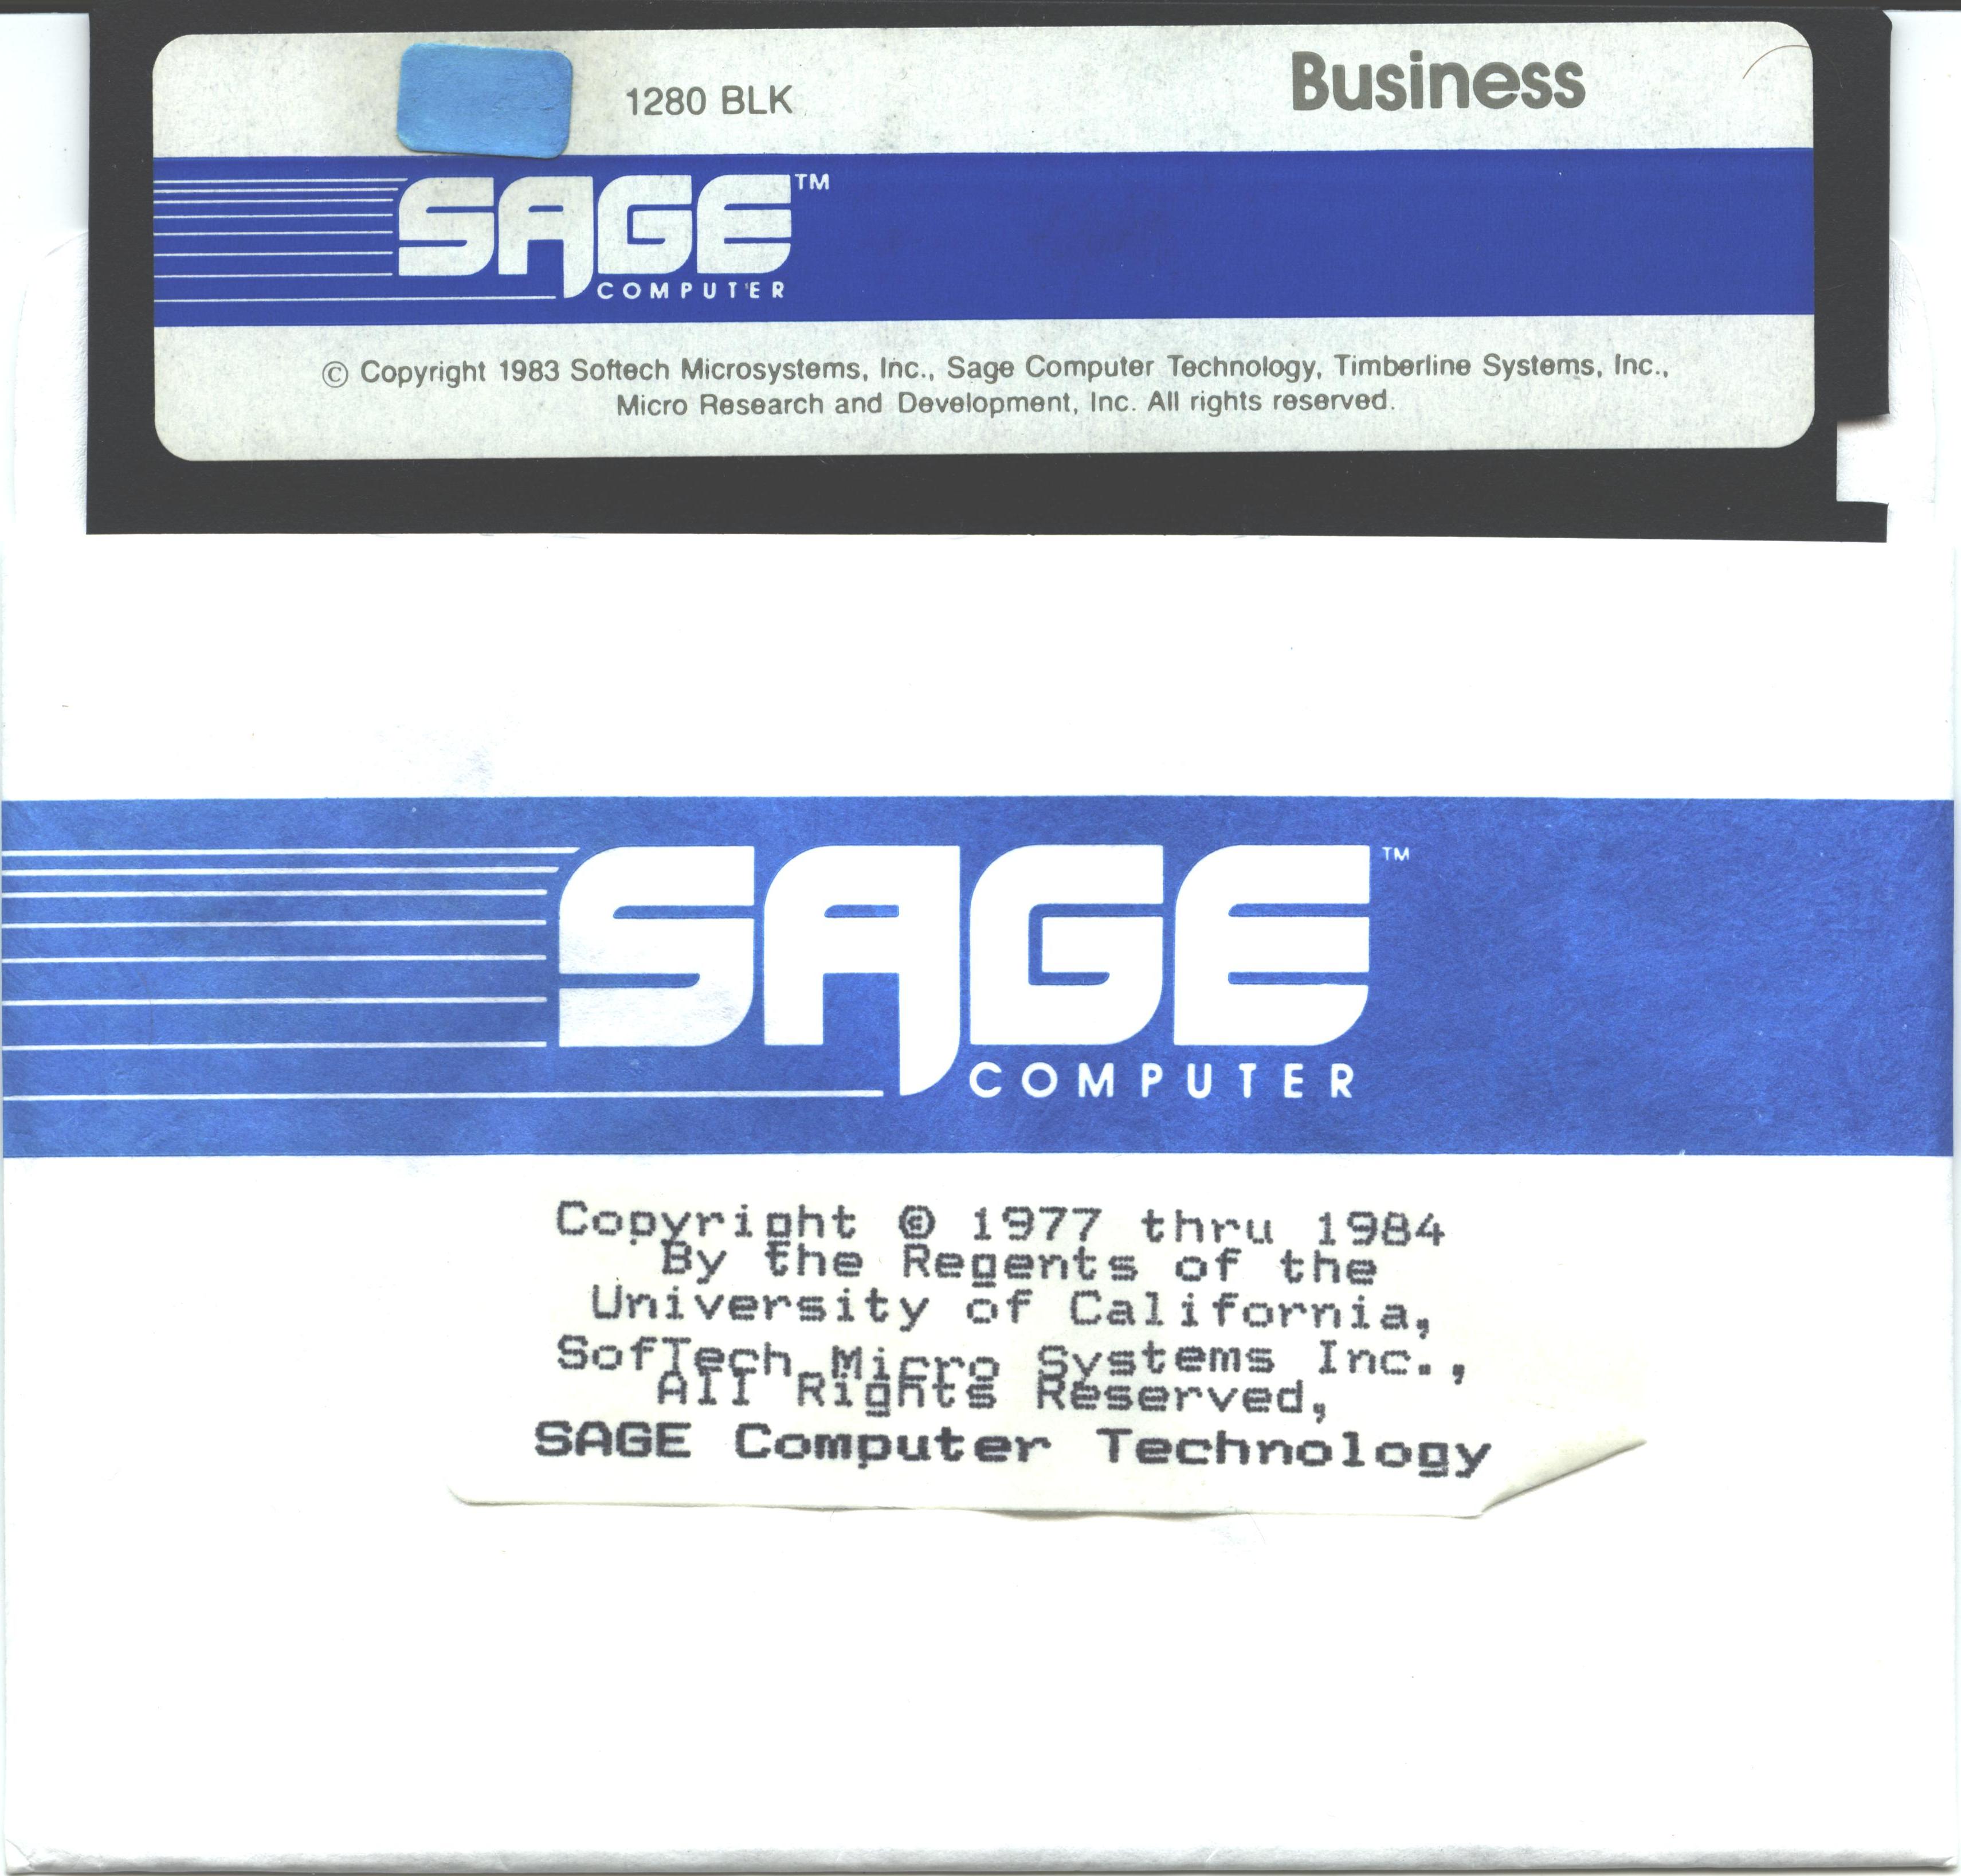 1280 BLK
Business
SAGE™
COMPUTER
© Copyright 1983 Softech Microsystems, Inc., Sage Computer Technology, Timberline Systems, Inc.,
Micro Research and Development, Inc. All rights reserved.
SAGE™
COMPUTER
Copyright © 1977 thru 1984
By the Regents of the
University of California,
SofTech Micro Systems Inc.,
All Rights Reserved,
SAGE Computer Technology